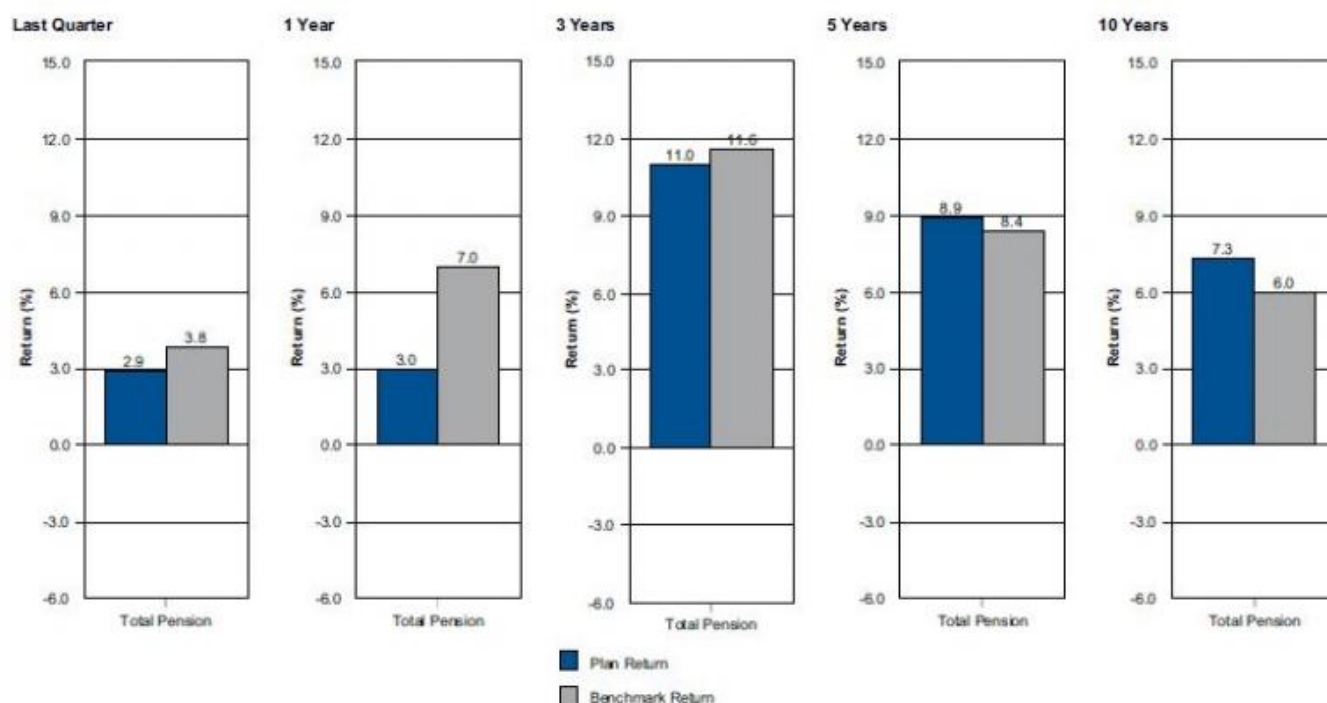 Last Quarter
15.0
12.0
9.0
6.0
3.0
0.0
-3.0
-6.0
Return (%)
2.9
3.8
Total Pension
1 Year
15.0
12.0
9.0
6.0
3.0
0.0
-3.0
-6.0
Return (%)
3.0
7.0
Total Pension
3 Years
15.0
12.0
9.0
6.0
3.0
0.0
-3.0
-6.0
Return (%)
11.0
11.6
Total Pension
5 Years
15.0
12.0
9.0
6.0
3.0
0.0
-3.0
-6.0
Return (%)
8.9
8.4
Total Pension
10 Years
15.0
12.0
9.0
6.0
3.0
0.0
-3.0
-6.0
Return (%)
7.3
6.0
Total Pension
Plan Return
Benchmark Return